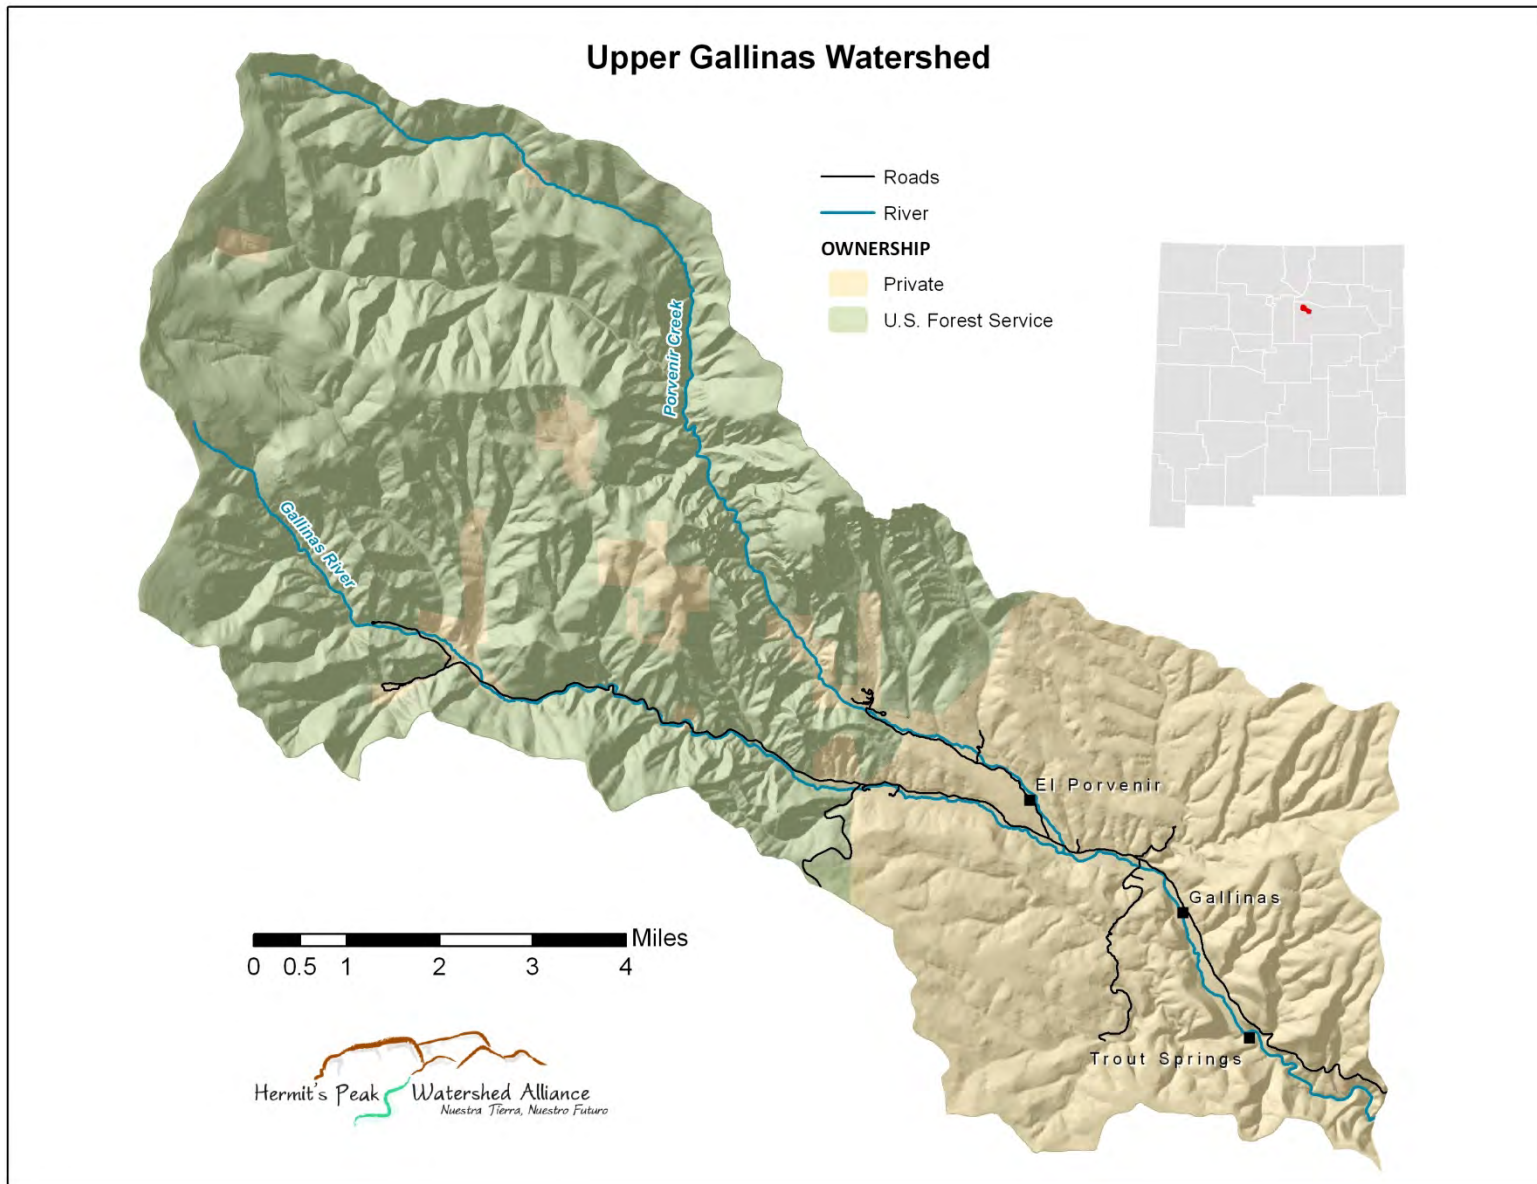 Upper Gallinas Watershed
Roads
River
OWNERSHIP
Private
U.S. Forest Service
Porvenir Creek
Gallinas River
El Porvenir
Gallinas
Trout Springs
Miles
0 0.5 1 2 3 4
Hermit's Peak Watershed Alliance
Nuestra Tierra, Nuestro Futuro